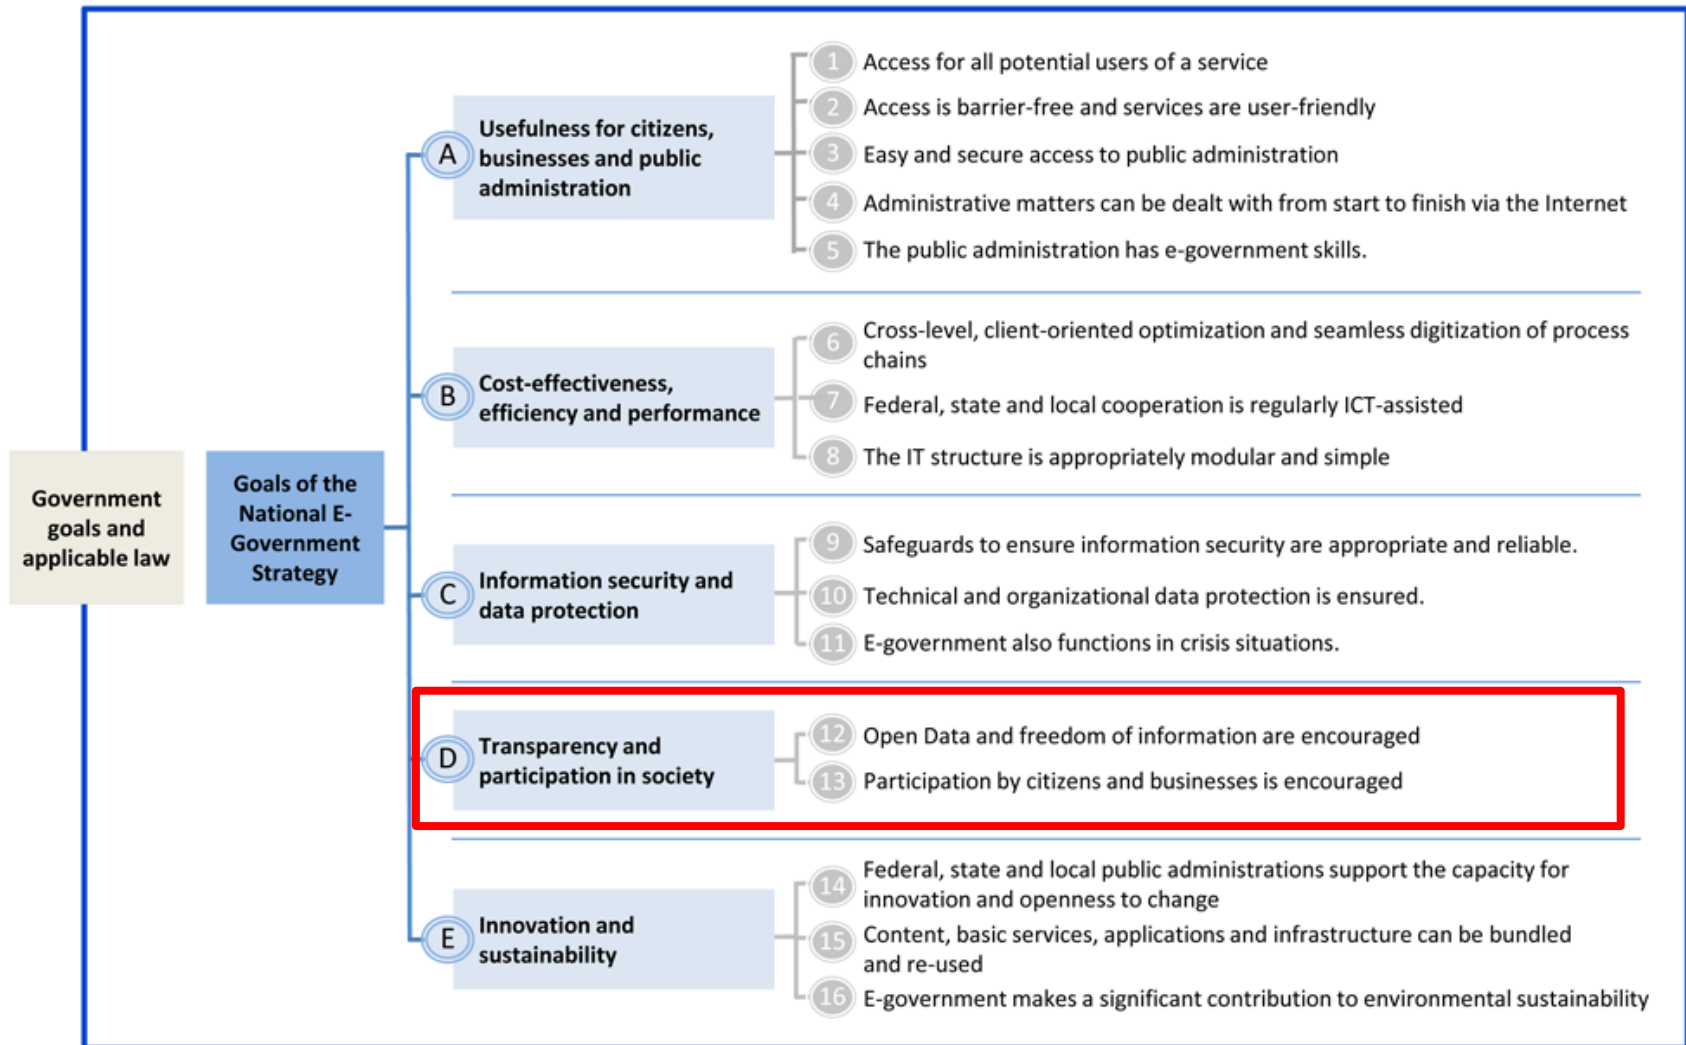 Government
goals and
applicable law
Goals of the
National E-
Government
Strategy
A
Usefulness for citizens,
businesses and public
administration
1 Access for all potential users of a service
2 Access is barrier-free and services are user-friendly
3 Easy and secure access to public administration
4 Administrative matters can be dealt with from start to finish via the Internet
5 The public administration has e-government skills.
B
Cost-effectiveness,
efficiency and performance
6 Cross-level, client-oriented optimization and seamless digitization of process
chains
7 Federal, state and local cooperation is regularly ICT-assisted
8 The IT structure is appropriately modular and simple
C
Information security and
data protection
9 Safeguards to ensure information security are appropriate and reliable.
10 Technical and organizational data protection is ensured.
11 E-government also functions in crisis situations.
D
Transparency and
participation in society
12 Open Data and freedom of information are encouraged
13 Participation by citizens and businesses is encouraged
E
Innovation and
sustainability
14 Federal, state and local public administrations support the capacity for
innovation and openness to change
15 Content, basic services, applications and infrastructure can be bundled
and re-used
16 E-government makes a significant contribution to environmental sustainability